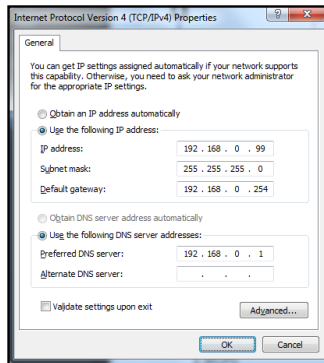 Internet Protocol Version 4 (TCP/IPv4) Properties
General
You can get IP settings assigned automatically if your network supports
this capability. Otherwise, you need to ask your network administrator
for the appropriate IP settings.
Obtain an IP address automatically
Use the following IP address:
IP address: 192 . 168 . 0 . 99
Subnet mask: 255 . 255 . 255 . 0
Default gateway: 192 . 168 . 0 . 254
Obtain DNS server address automatically
Use the following DNS server addresses:
Preferred DNS server: 192 . 168 . 0 . 1
Alternate DNS server: . . .
Validate settings upon exit
Advanced...
OK Cancel